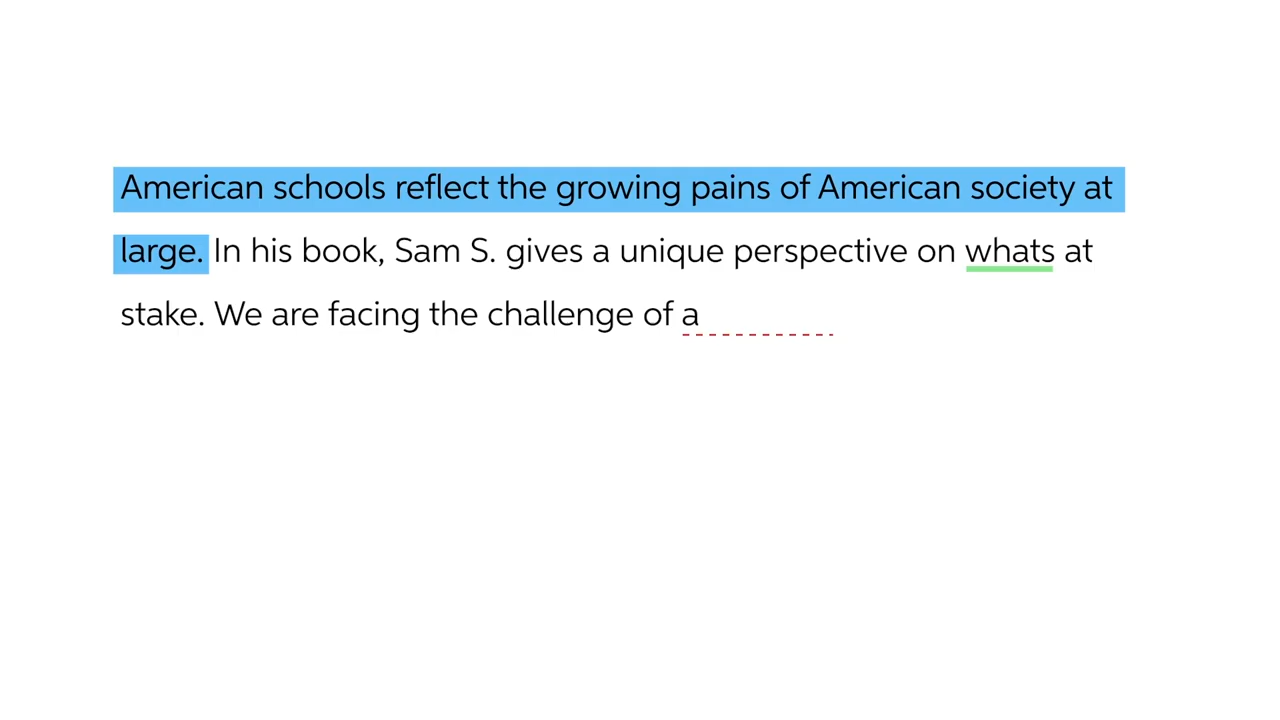 American schools reflect the growing pains of American society at
large. In his book, Sam S. gives a unique perspective on whats at
stake. We are facing the challenge of a